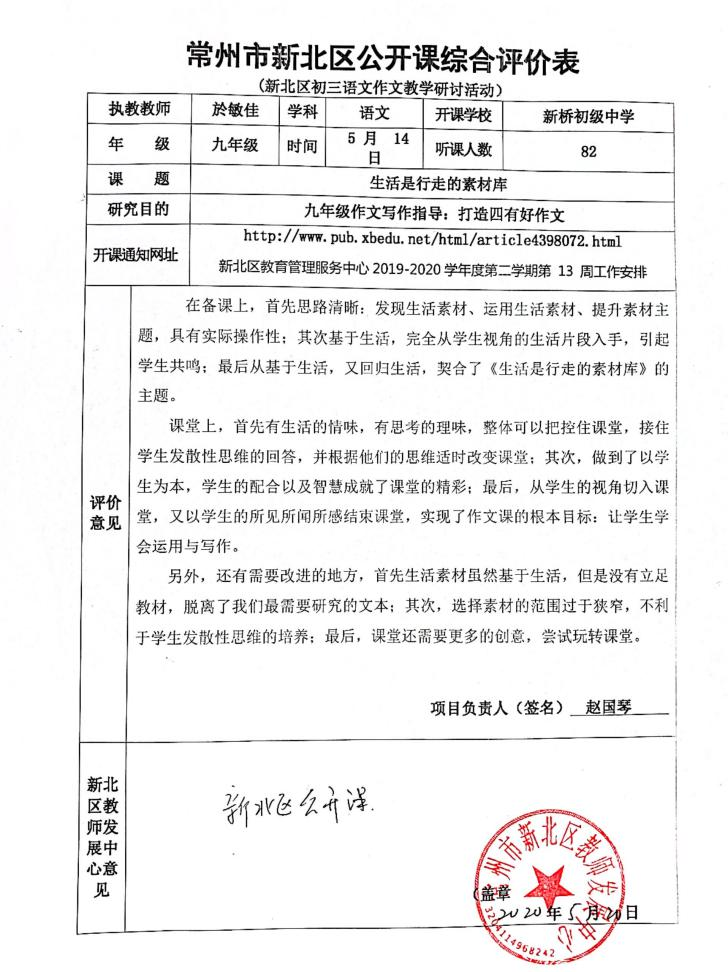 常州市新北区公开课综合评价表
(新北区初三语文作文教学研讨活动)
执教教师 於敏佳 学科 语文 开课学校 新桥初级中学
年 级 九年级 时间 5 月 14 日 听课人数 82
课 题 生活是行走的素材库
研究目的 九年级作文写作指导：打造四有好作文
开课通知网址 http://www.pub.xbedu.net/html/article4398072.html
新北区教育管理服务中心 2019-2020 学年度第二学期第 13 周工作安排
评价意见
在备课上，首先思路清晰：发现生活素材、运用生活素材、提升素材主
题，具有实际操作性；其次基于生活，完全从学生视角的生活片段入手，引起
学生共鸣；最后从基于生活，又回归生活，契合了《生活是行走的素材库》的
主题。
课堂上，首先有生活的情味，有思考的理味，整体可以把控住课堂，接住
学生发散性思维的回答，并根据他们的思维适时改变课堂；其次，做到了以学
生为本，学生的配合以及智慧成就了课堂的精彩；最后，从学生的视角切入课
堂，又以学生的所见所闻所感结束课堂，实现了作文课的根本目标：让学生学
会运用与写作。
另外，还有需要改进的地方，首先生活素材虽然基于生活，但是没有立足
教材，脱离了我们最需要研究的文本；其次，选择素材的范围过于狭窄，不利
于学生发散性思维的培养；最后，课堂还需要更多的创意，尝试玩转课堂。
项目负责人（签名） 赵国琴
新北区教师发展中心意见
新北区公开课.
常州市新北区教师发展中心
3204114968242
(盖章
2020年5月20日